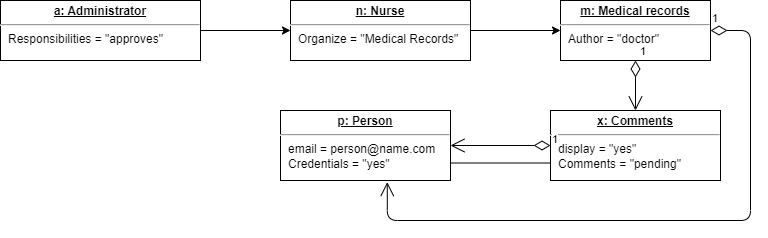 a: Administrator
Responsibilities = "approves"
n: Nurse
Organize = "Medical Records"
m: Medical records
Author = "doctor"
1
1
p: Person
email = person@name.com
Credentials = "yes"
x: Comments
1
display = "yes"
Comments = "pending"